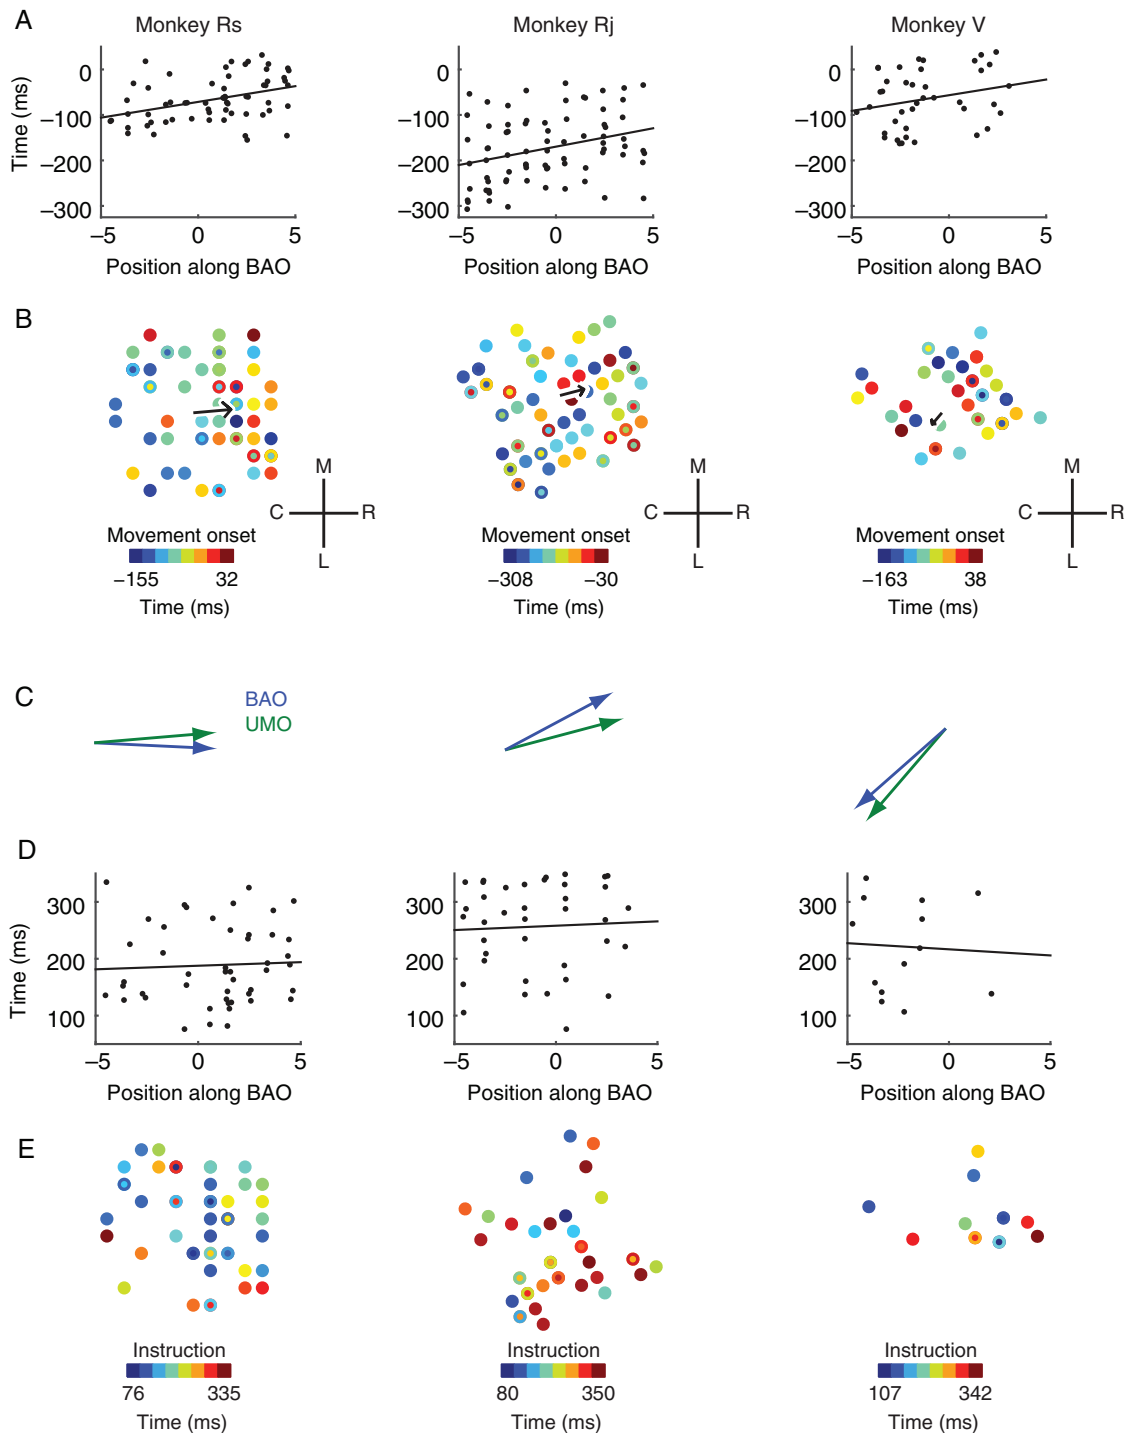 A
Monkey Rs
Monkey Rj
Monkey V
Time (ms)
0
−100
−200
−300
−5
0
5
Position along BAO
0
−100
−200
−300
−5
0
5
Position along BAO
0
−100
−200
−300
−5
0
5
Position along BAO
B
M
C
R
L
Movement onset
−155
32
Time (ms)
M
C
R
L
Movement onset
−308
−30
Time (ms)
M
C
R
L
Movement onset
−163
38
Time (ms)
C
BAO
UMO
D
Time (ms)
300
200
100
−5
0
5
Position along BAO
300
200
100
−5
0
5
Position along BAO
300
200
100
−5
0
5
Position along BAO
E
Instruction
76
335
Time (ms)
Instruction
80
350
Time (ms)
Instruction
107
342
Time (ms)